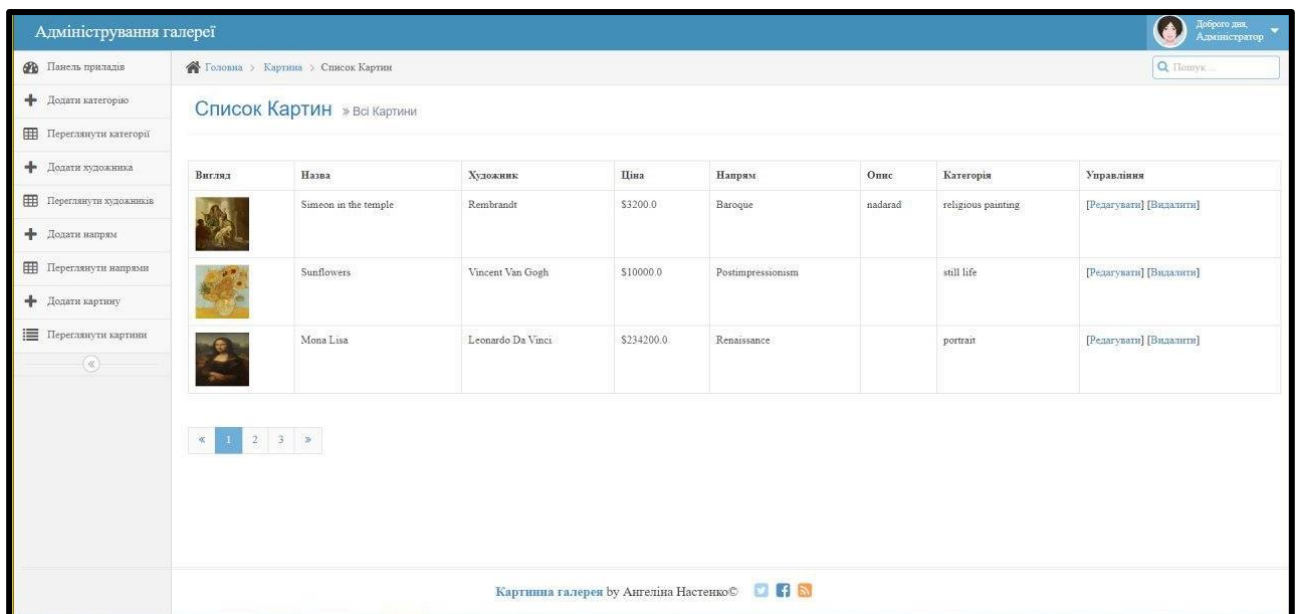 Адміністрування галереї
Доброго дня,
Адміністратор
Панель приладів
Головна > Картина > Список Картин
Пошук ...
Додати категорію
Список Картин » Всі Картини
Переглянути категорії
Додати художника
Переглянути художників
Додати напрям
Переглянути напрями
Додати картину
Переглянути картини
Вигляд Назва Художник Ціна Напрям Опис Категорія Управління
Simeon in the temple Rembrandt $3200.0 Baroque nadarad religious painting [Редагувати] [Видалити]
Sunflowers Vincent Van Gogh $10000.0 Postimpressionism still life [Редагувати] [Видалити]
Mona Lisa Leonardo Da Vinci $234200.0 Renaissance portrait [Редагувати] [Видалити]
« 1 2 3 »
Картинна галерея by Ангеліна Настенко©